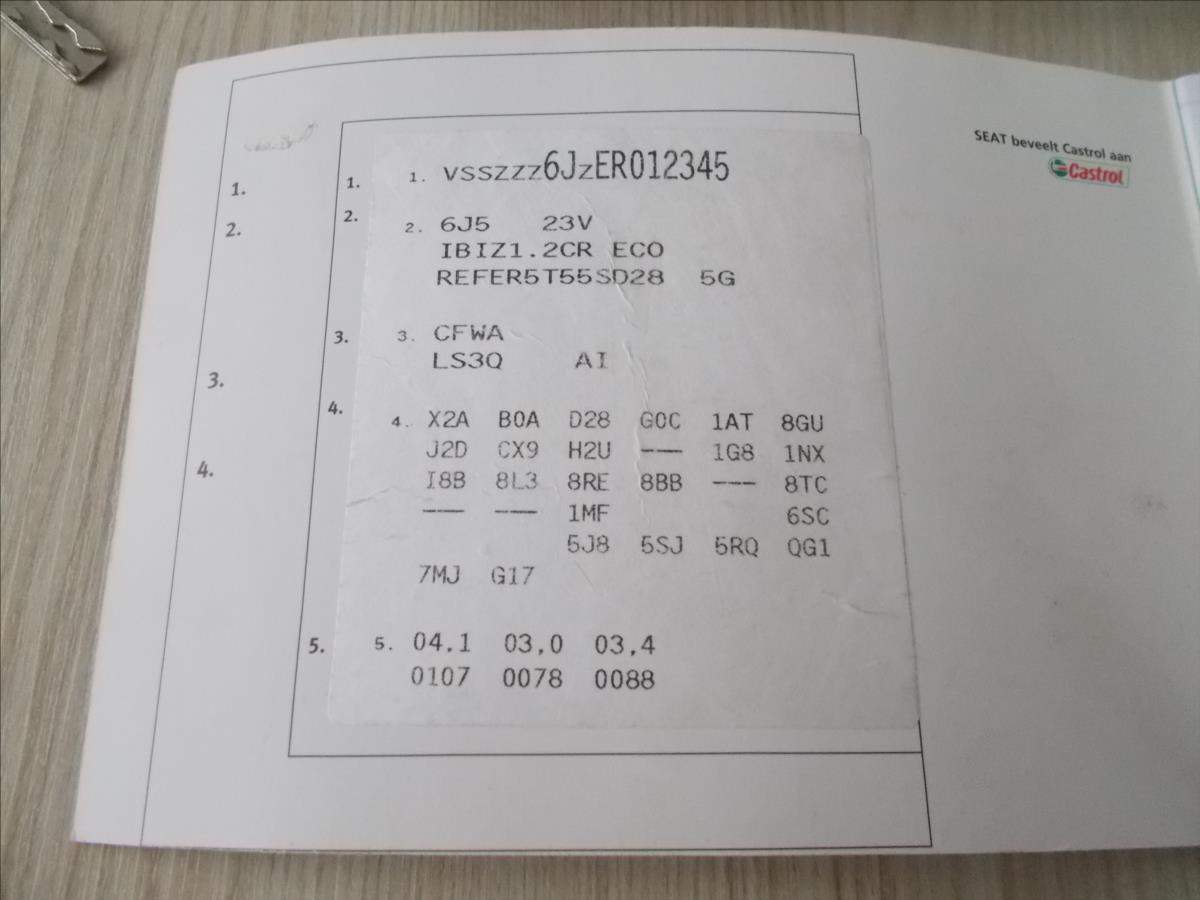 SEAT beveelt Castrol aan
Castrol
1.
2.
3.
4.
1.
2.
3.
4.
5.
1. VSSZZZ6JZER012345
2. 6J5 23V
IBIZ1.2CR ECO
REFER5T55SD28 5G
3. CFWA
LS3Q AI
4. X2A B0A D28 G0C 1AT 8GU
J2D CX9 H2U --- 1G8 1NX
I8B 8L3 8RE 8BB --- 8TC
--- --- 1MF 6SC
5J8 5SJ 5RQ QG1
7MJ G17
5. 04.1 03,0 03,4
0107 0078 0088